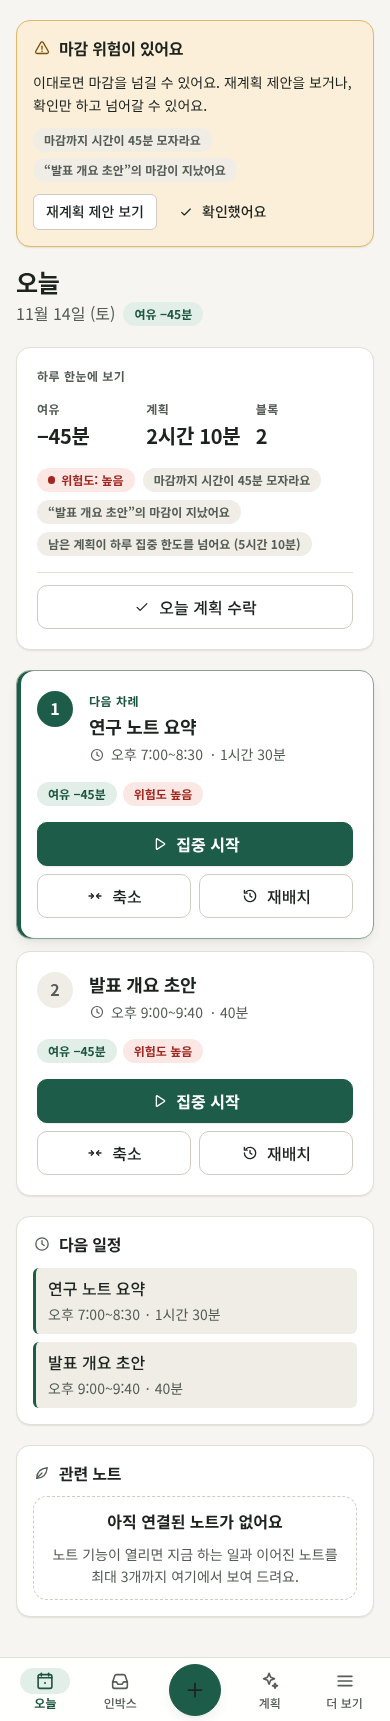 마감 위험이 있어요
이대로면 마감을 넘길 수 있어요. 재계획 제안을 보거나,
확인만 하고 넘어갈 수 있어요.
마감까지 시간이 45분 모자라요
“발표 개요 초안”의 마감이 지났어요
재계획 제안 보기 확인했어요
오늘
11월 14일 (토) 여유 −45분
하루 한눈에 보기
여유 계획 블록
−45분 2시간 10분 2
위험도: 높음 마감까지 시간이 45분 모자라요
“발표 개요 초안”의 마감이 지났어요
남은 계획이 하루 집중 한도를 넘어요 (5시간 10분)
오늘 계획 수락
1 다음 차례
연구 노트 요약
오후 7:00~8:30 · 1시간 30분
여유 −45분 위험도 높음
집중 시작
축소 재배치
2 발표 개요 초안
오후 9:00~9:40 · 40분
여유 −45분 위험도 높음
집중 시작
축소 재배치
다음 일정
연구 노트 요약
오후 7:00~8:30 · 1시간 30분
발표 개요 초안
오후 9:00~9:40 · 40분
관련 노트
아직 연결된 노트가 없어요
노트 기능이 열리면 지금 하는 일과 이어진 노트를
최대 3개까지 여기에서 보여 드려요.
오늘 인박스 계획 더 보기